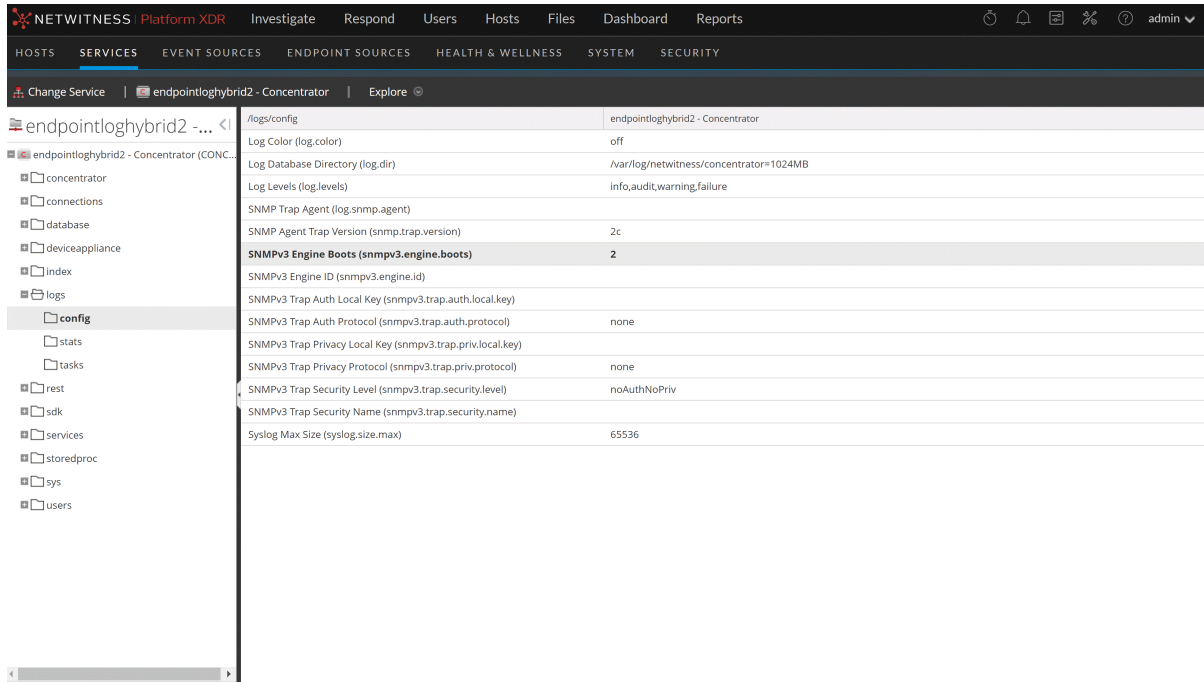 NETWITNESS | Platform XDR Investigate Respond Users Hosts Files Dashboard Reports admin
HOSTS SERVICES EVENT SOURCES ENDPOINT SOURCES HEALTH & WELLNESS SYSTEM SECURITY
Change Service | endpointloghybrid2 - Concentrator | Explore
endpointloghybrid2 -...
endpointloghybrid2 - Concentrator (CONC...
concentrator
connections
database
deviceappliance
index
logs
config
stats
tasks
rest
sdk
services
storedproc
sys
users
/logs/config endpointloghybrid2 - Concentrator
Log Color (log.color) off
Log Database Directory (log.dir) /var/log/netwitness/concentrator=1024MB
Log Levels (log.levels) info,audit,warning,failure
SNMP Trap Agent (log.snmp.agent)
SNMP Agent Trap Version (snmp.trap.version) 2c
SNMPv3 Engine Boots (snmpv3.engine.boots) 2
SNMPv3 Engine ID (snmpv3.engine.id)
SNMPv3 Trap Auth Local Key (snmpv3.trap.auth.local.key)
SNMPv3 Trap Auth Protocol (snmpv3.trap.auth.protocol) none
SNMPv3 Trap Privacy Local Key (snmpv3.trap.priv.local.key)
SNMPv3 Trap Privacy Protocol (snmpv3.trap.priv.protocol) none
SNMPv3 Trap Security Level (snmpv3.trap.security.level) noAuthNoPriv
SNMPv3 Trap Security Name (snmpv3.trap.security.name)
Syslog Max Size (syslog.size.max) 65536